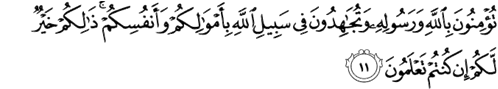 تُؤْمِنُونَ بِٱللَّهِ وَرَسُولِهِۦ وَتُجَٰهِدُونَ فِى سَبِيلِ ٱللَّهِ بِأَمْوَٰلِكُمْ وَأَنفُسِكُمْ ۚ ذَٰلِكُمْ خَيْرٌ
لَّكُمْ إِن كُنتُمْ تَعْلَمُونَ ١١